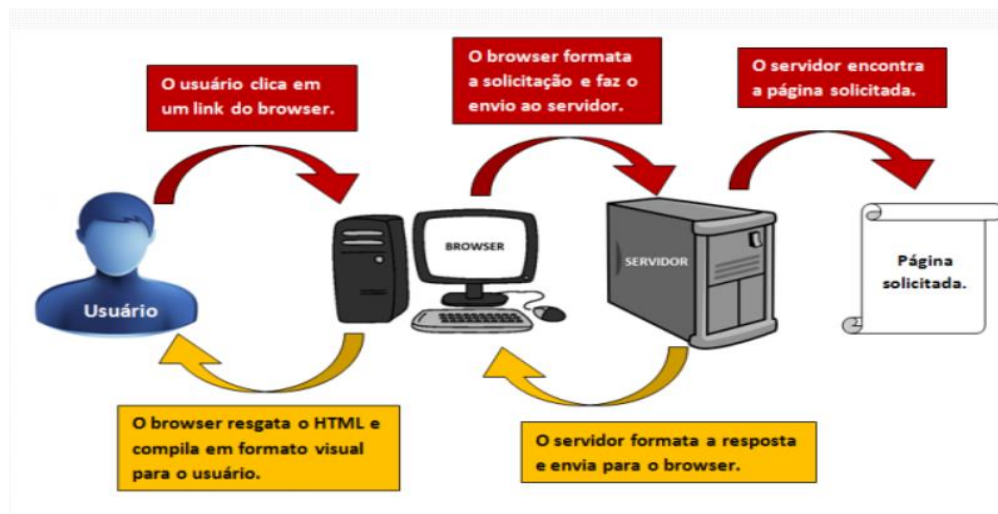 O usuário clica em
um link do browser.
O browser formata
a solicitação e faz o
envio ao servidor.
O servidor encontra
a página solicitada.
Usuário
BROWSER
SERVIDOR
Página
solicitada.
O browser resgata o HTML e
compila em formato visual
para o usuário.
O servidor formata a resposta
e envia para o browser.